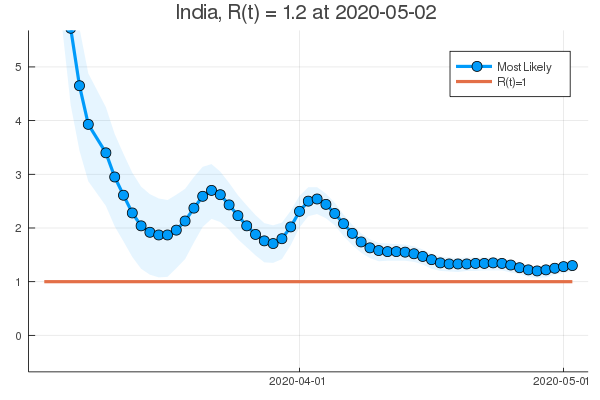 India, R(t) = 1.2 at 2020-05-02
Most Likely
R(t)=1
5
4
3
2
1
0
2020-04-01
2020-05-01